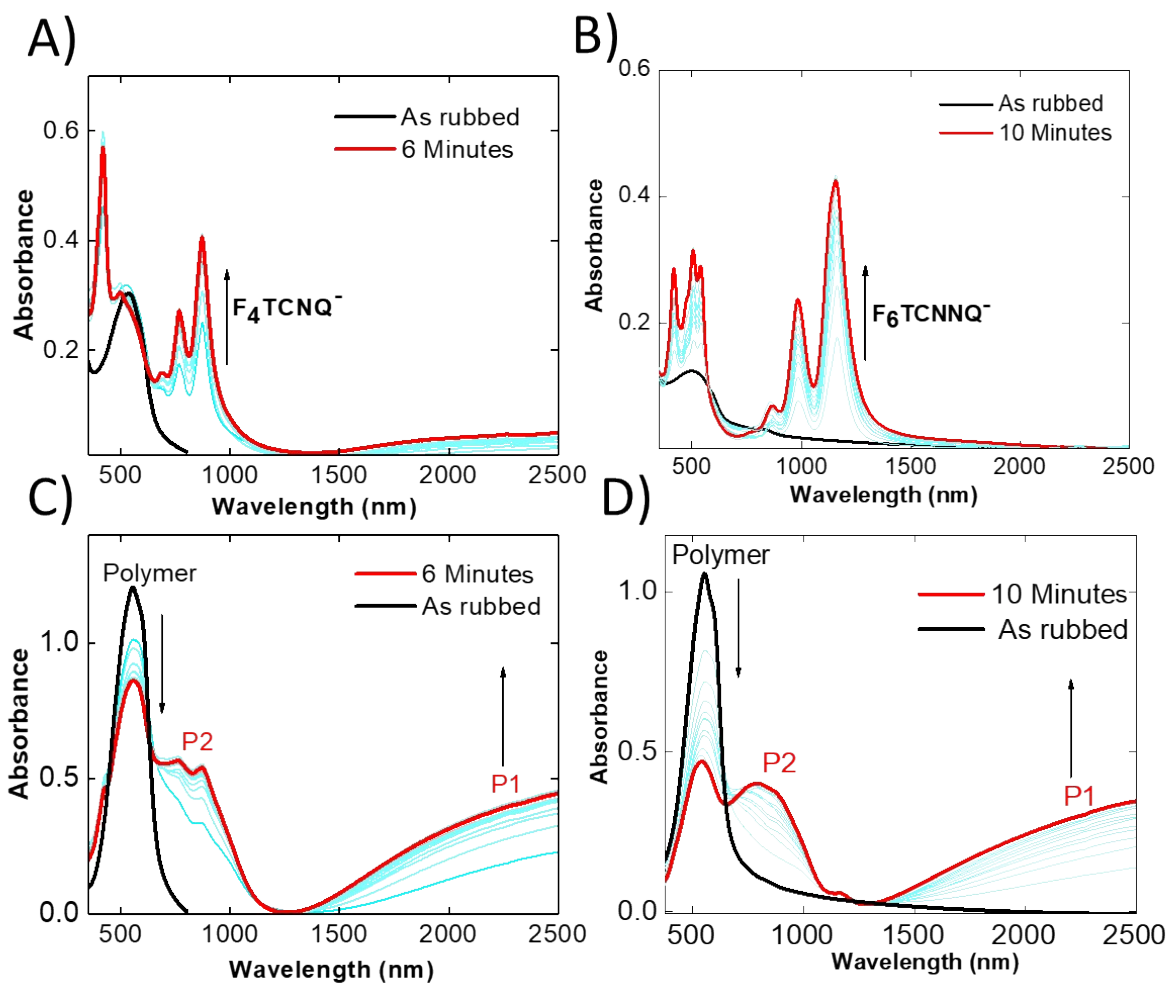 A)
As rubbed
6 Minutes
F4TCNQ-
Absorbance
0.6
0.4
0.2
500 1000 1500 2000 2500
Wavelength (nm)
B)
As rubbed
10 Minutes
F6TCNNQ-
Absorbance
0.6
0.4
0.2
500 1000 1500 2000 2500
Wavelength (nm)
C)
Polymer
6 Minutes
As rubbed
P2
P1
Absorbance
1.0
0.5
0.0
500 1000 1500 2000 2500
Wavelength (nm)
D)
Polymer
10 Minutes
As rubbed
P2
P1
Absorbance
1.0
0.5
0.0
500 1000 1500 2000 2500
Wavelength (nm)